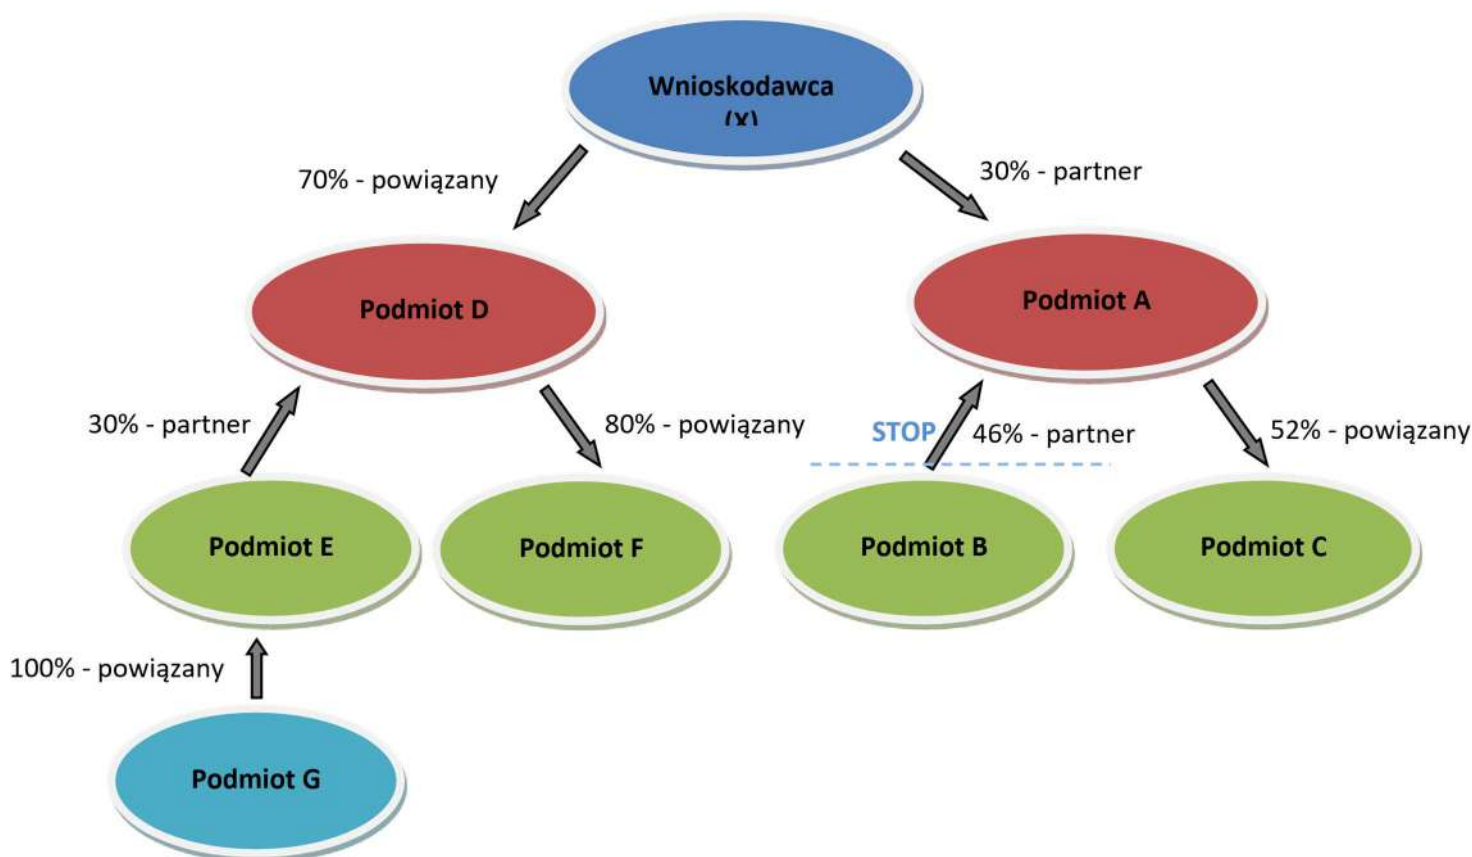 Wnioskodawca
(X)
70% - powiązany
30% - partner
Podmiot D
Podmiot A
30% - partner
80% - powiązany
STOP
46% - partner
52% - powiązany
Podmiot E
Podmiot F
Podmiot B
Podmiot C
100% - powiązany
Podmiot G